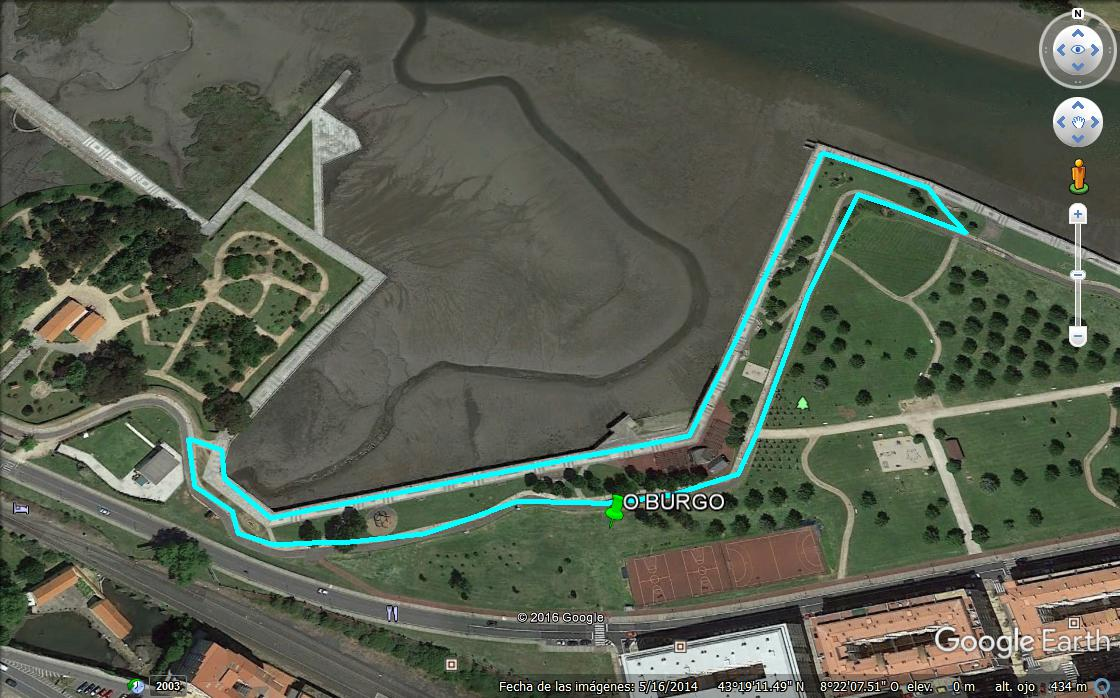 N
O BURGO
© 2016 Google
Google Earth
2003
Fecha de las imágenes: 5/16/2014 43°19'11.49" N 8°22'07.51" O elev. 0 m alt. ojo 434 m